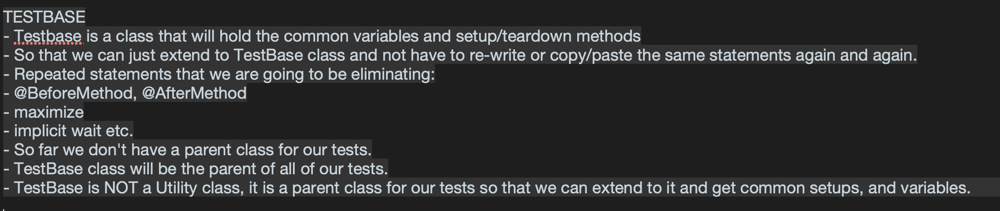 TESTBASE
- Testbase is a class that will hold the common variables and setup/teardown methods
- So that we can just extend to TestBase class and not have to re-write or copy/paste the same statements again and again.
- Repeated statements that we are going to be eliminating:
- @BeforeMethod, @AfterMethod
- maximize
- implicit wait etc.
- So far we don't have a parent class for our tests.
- TestBase class will be the parent of all of our tests.
- TestBase is NOT a Utility class, it is a parent class for our tests so that we can extend to it and get common setups, and variables.